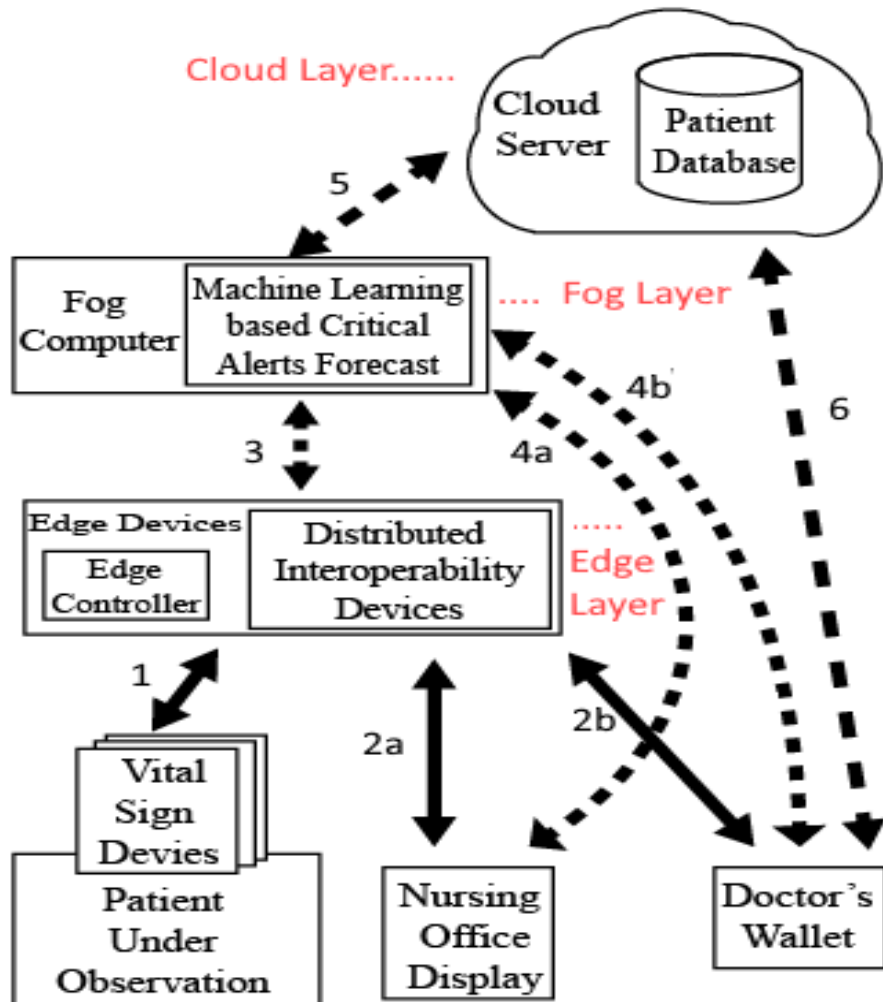 Cloud Layer......
Cloud
Server
Patient
Database
5
Fog
Computer
Machine Learning
based Critical
Alerts Forecast
.... Fog Layer
4b'
6
3
4a
Edge Devices
Edge
Controller
Distributed
Interoperability
Devices
.....
Edge
Layer
1
2a
2b
Vital
Sign
Devies
Patient
Under
Observation
Nursing
Office
Display
Doctor's
Wallet